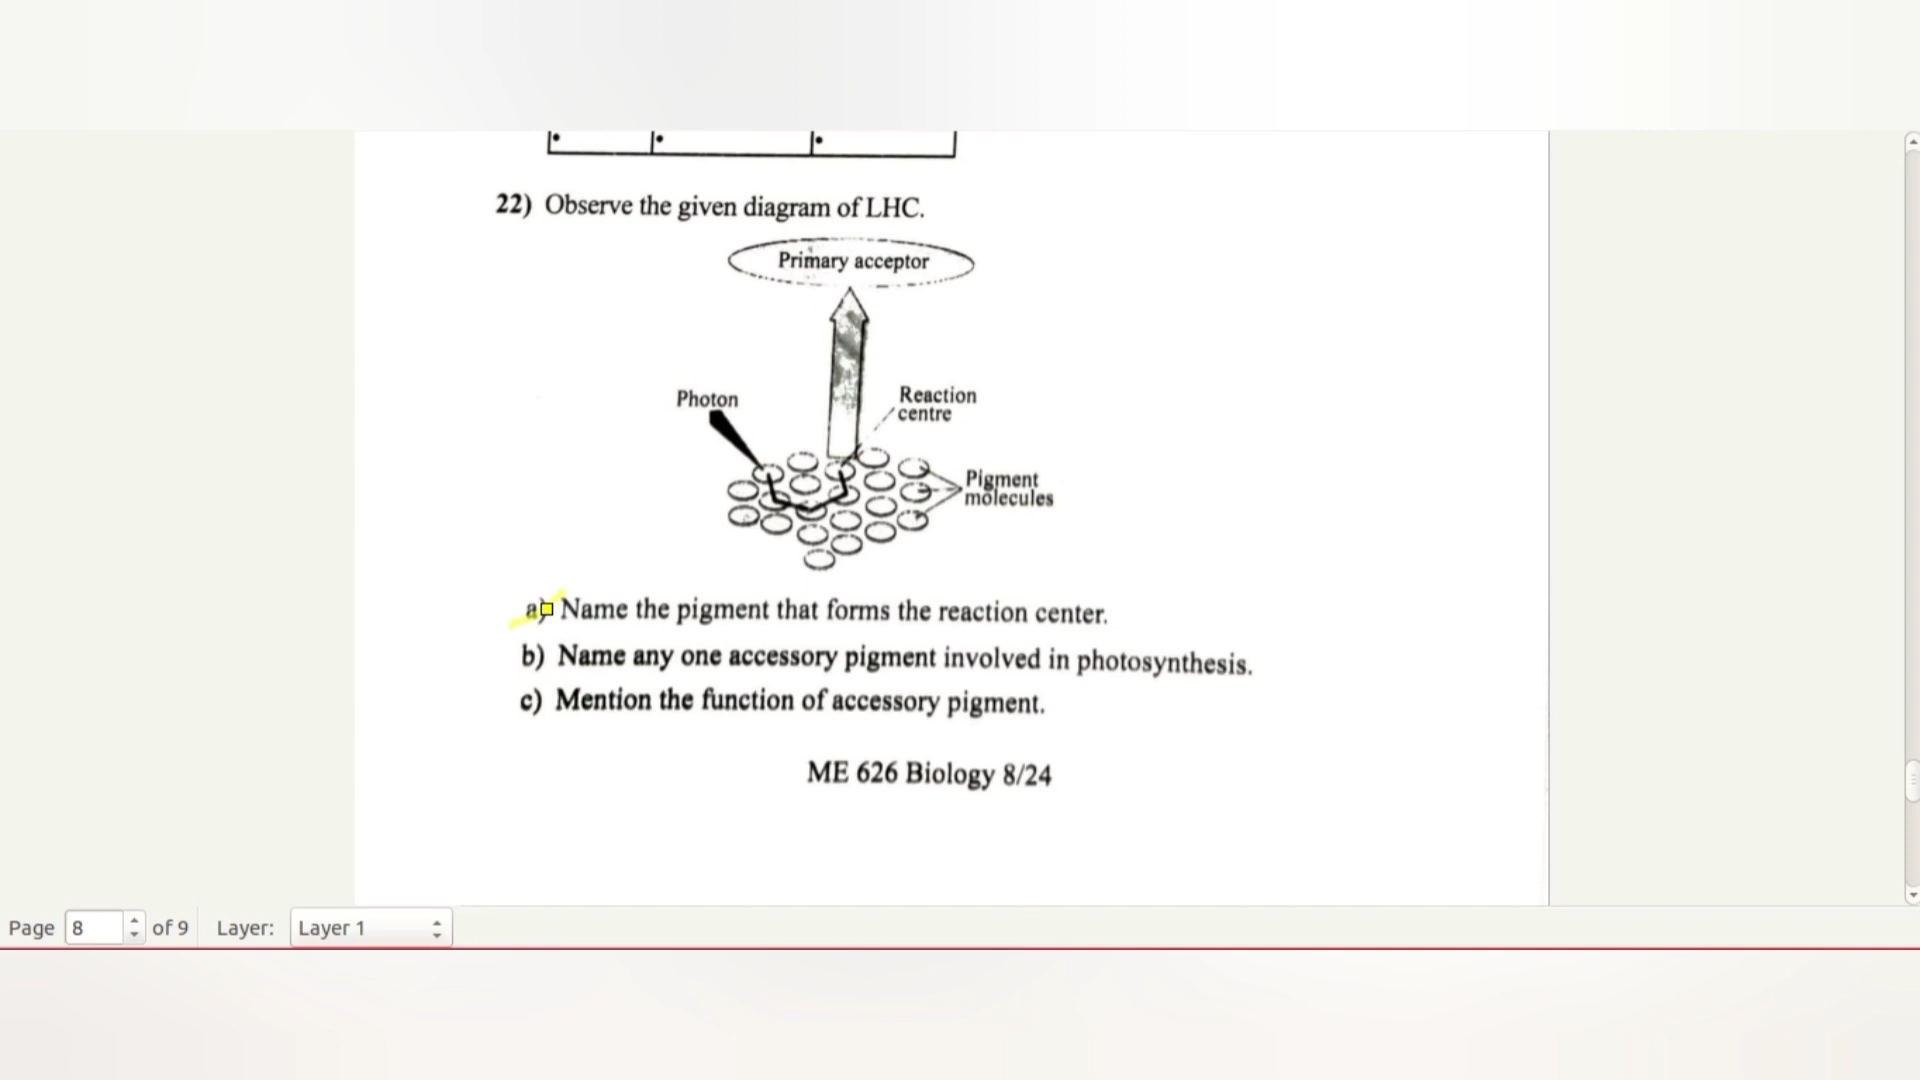 22) Observe the given diagram of LHC.
Primary acceptor
Photon
Reaction
centre
Pigment
molecules
a) Name the pigment that forms the reaction center.
b) Name any one accessory pigment involved in photosynthesis.
c) Mention the function of accessory pigment.
ME 626 Biology 8/24
Page 8 of 9 Layer: Layer 1